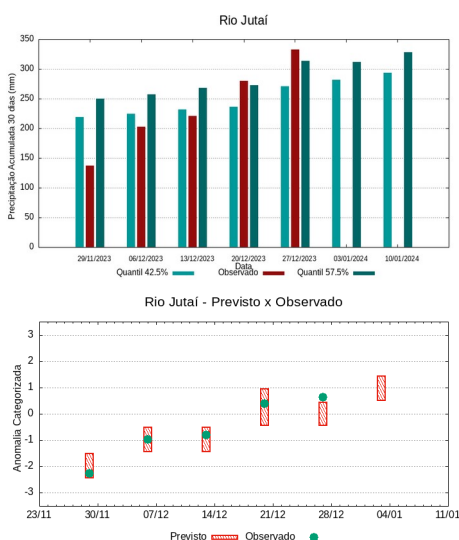 Rio Jutaí
350
300
250
200
150
100
50
0
Precipitação Acumulada 30 dias (mm)
29/11/2023 06/12/2023 13/12/2023 20/12/2023 27/12/2023 03/01/2024 10/01/2024
Data
Quantil 42.5% Observado Quantil 57.5%
Rio Jutaí - Previsto x Observado
3
2
1
0
-1
-2
-3
Anomalia Categorizada
23/11 30/11 07/12 14/12 21/12 28/12 04/01 11/01
Previsto Observado